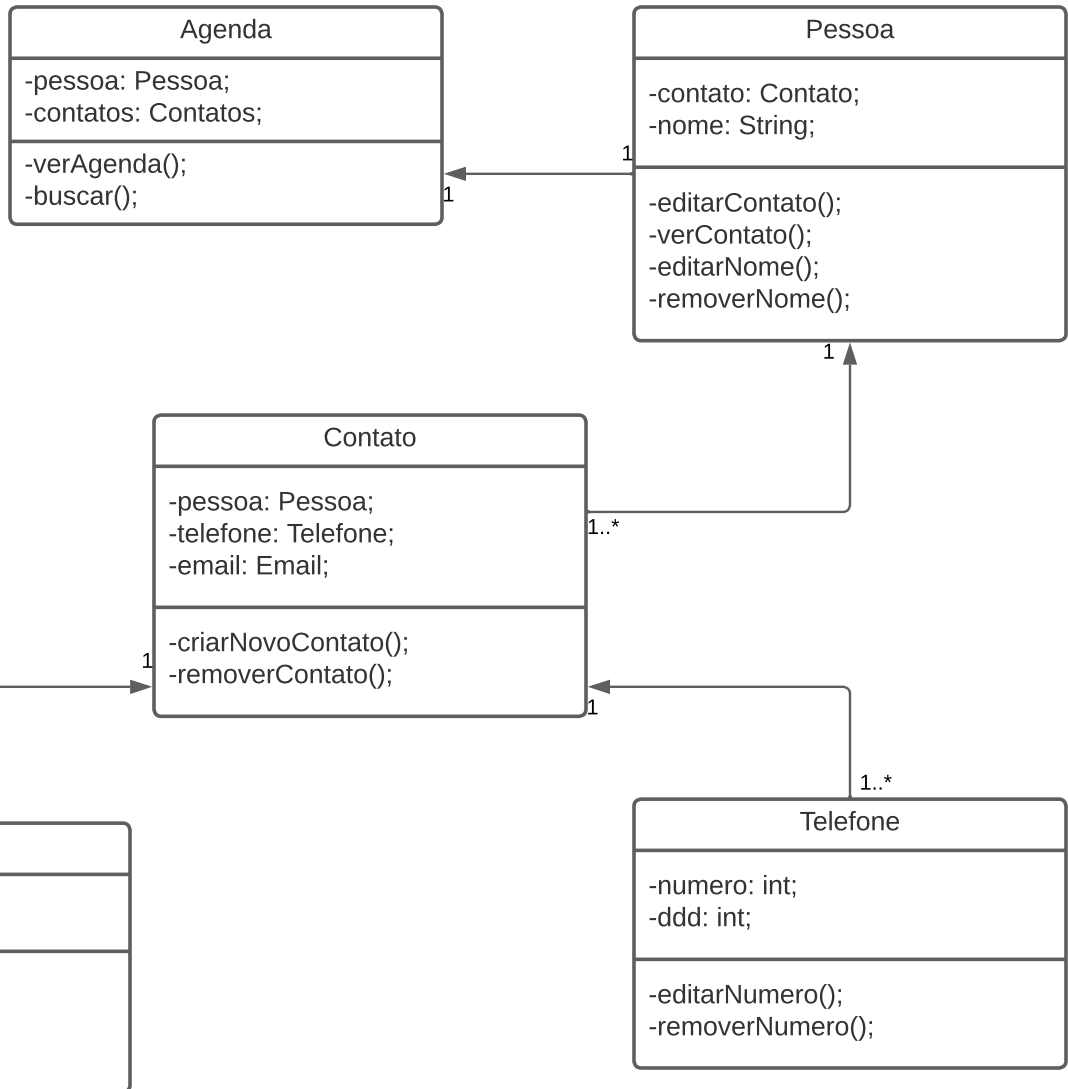 Agenda
-pessoa: Pessoa;
-contatos: Contatos;
-verAgenda();
-buscar();
1
1
Pessoa
-contato: Contato;
-nome: String;
-editarContato();
-verContato();
-editarNome();
-removerNome();
1
Contato
-pessoa: Pessoa;
-telefone: Telefone;
-email: Email;
-criarNovoContato();
-removerContato();
1..*
1
1
1..*
Telefone
-numero: int;
-ddd: int;
-editarNumero();
-removerNumero();